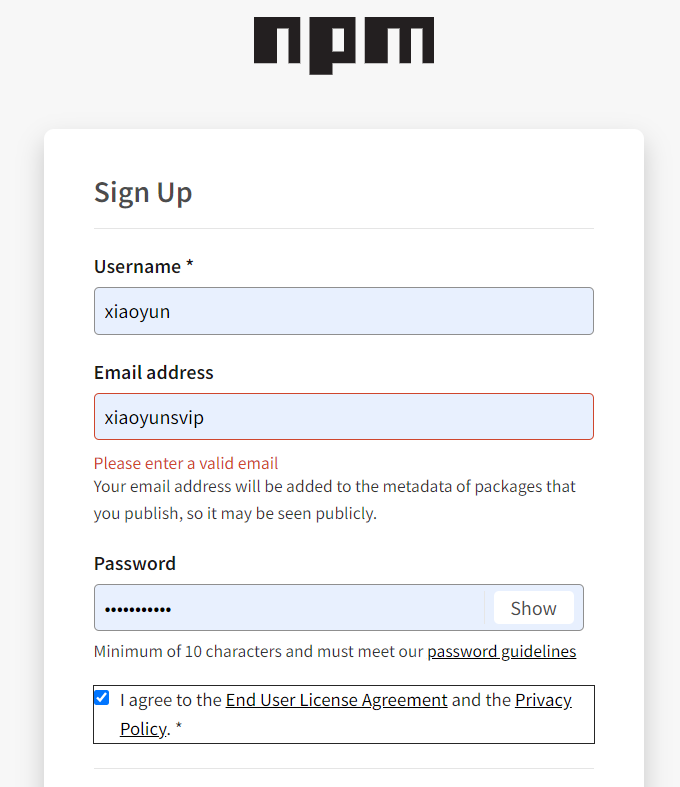 npm
Sign Up
Username *
xiaoyun
Email address
xiaoyunsvip
Please enter a valid email
Your email address will be added to the metadata of packages that
you publish, so it may be seen publicly.
Password
•••••••••••
Show
Minimum of 10 characters and must meet our password guidelines
I agree to the End User License Agreement and the Privacy
Policy. *